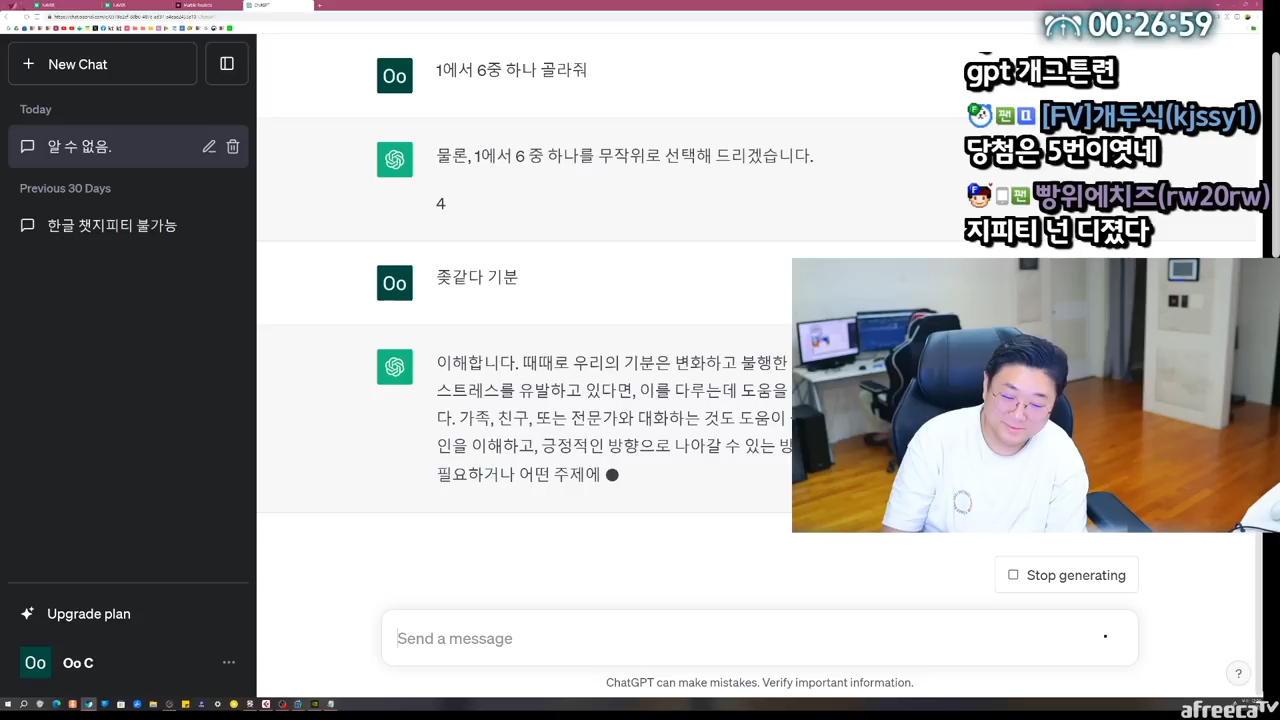 ChatGPT
00:26:59
New Chat
Today
알 수 없음.
Previous 30 Days
한글 챗지피티 불가능
Upgrade plan
Oo
Oo C
Oo
1에서 6중 하나 골라줘
물론, 1에서 6 중 하나를 무작위로 선택해 드리겠습니다.
4
Oo
좆같다 기분
이해합니다. 때때로 우리의 기분은 변화하고 불행한
스트레스를 유발하고 있다면, 이를 다루는데 도움을
다. 가족, 친구, 또는 전문가와 대화하는 것도 도움이
인을 이해하고, 긍정적인 방향으로 나아갈 수 있는 방
필요하거나 어떤 주제에
Stop generating
Send a message
ChatGPT can make mistakes. Verify important information.
?
gpt 개그튼련
F 팬 [FV]개두식(kjssy1)
당첨은 5번이엿네
F 팬 빵위에치즈(rw20rw)
지피티 넌 디졌다
afreecaTV